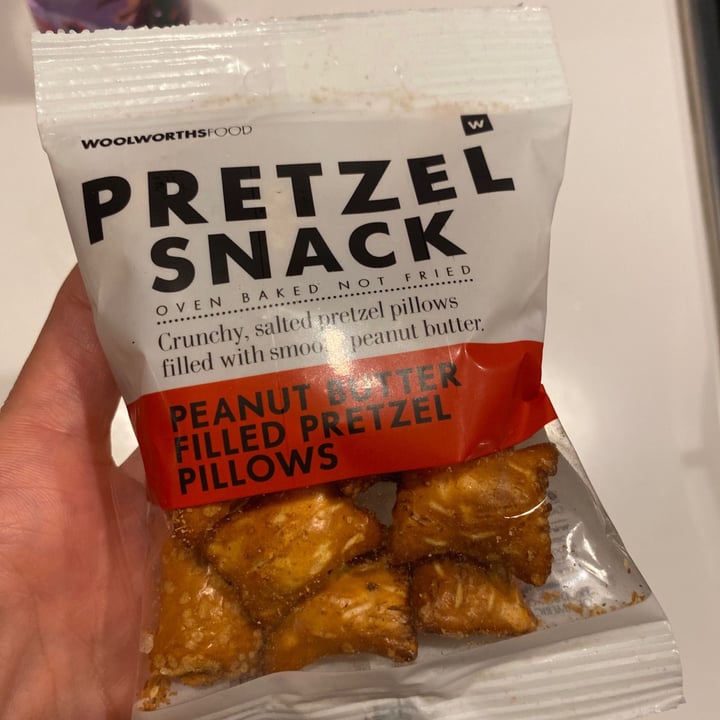 WOOLWORTHSFOOD
W
PRETZEL
SNACK
OVEN BAKED NOT FRIED
Crunchy, salted pretzel pillows
filled with smooth peanut butter.
PEANUT BUTTER
FILLED PRETZEL
PILLOWS